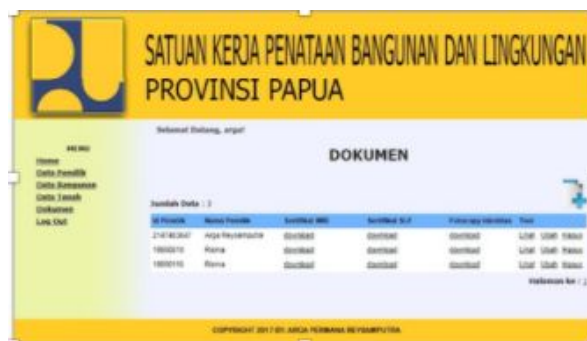 SATUAN KERJA PENATAAN BANGUNAN DAN LINGKUNGAN
PROVINSI PAPUA
Selamat Datang, arga!
MENU
Home
Data Pemilik
Data Bangunan
Data Tanah
Dokumen
Log Out
DOKUMEN
Jumlah Data : 3
Id Pemilik Nama Pemilik Sertifikat IMB Sertifikat SLF Fotocopy Identitas Tool
2147483647 Arga Reysamputra download download download Lihat Ubah Hapus
download download download Lihat Ubah Hapus
download download download Lihat Ubah Hapus
Halaman ke :
COPYRIGHT 2017 BY: ARGA PERMANA REYSAMPUTRA